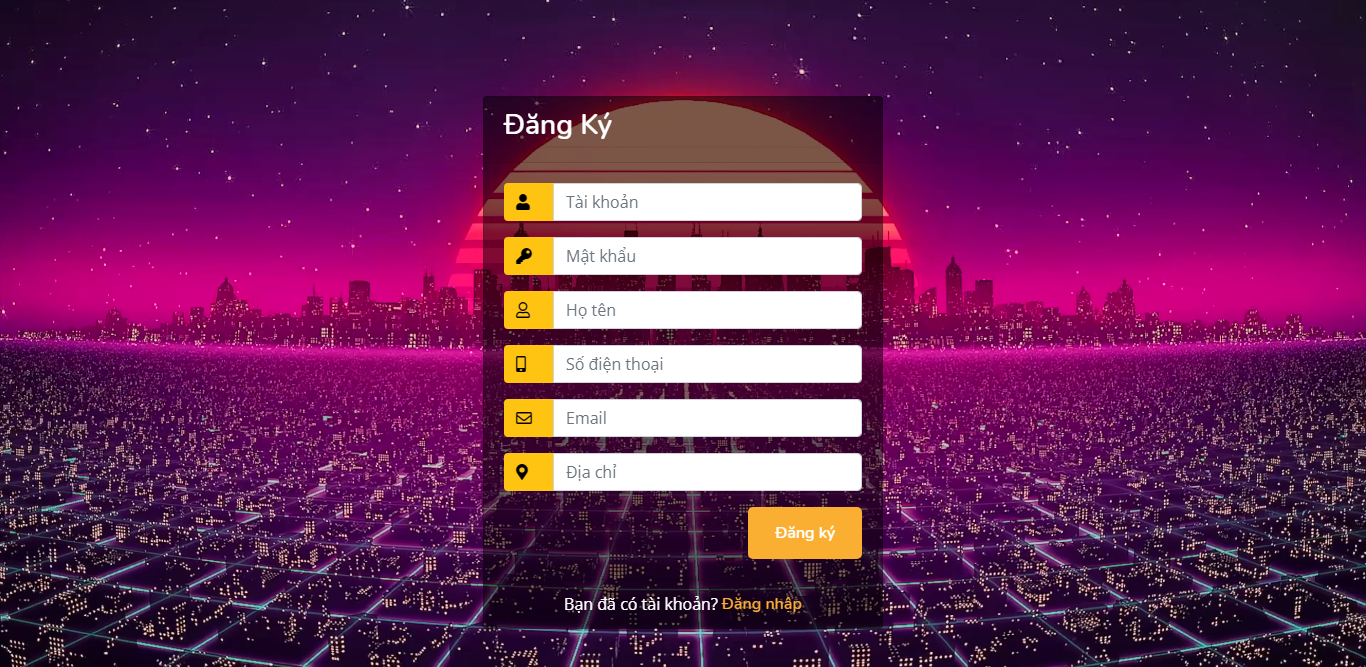 Đăng Ký
Tài khoản
Mật khẩu
Họ tên
Số điện thoại
Email
Địa chỉ
Đăng ký
Bạn đã có tài khoản? Đăng nhập